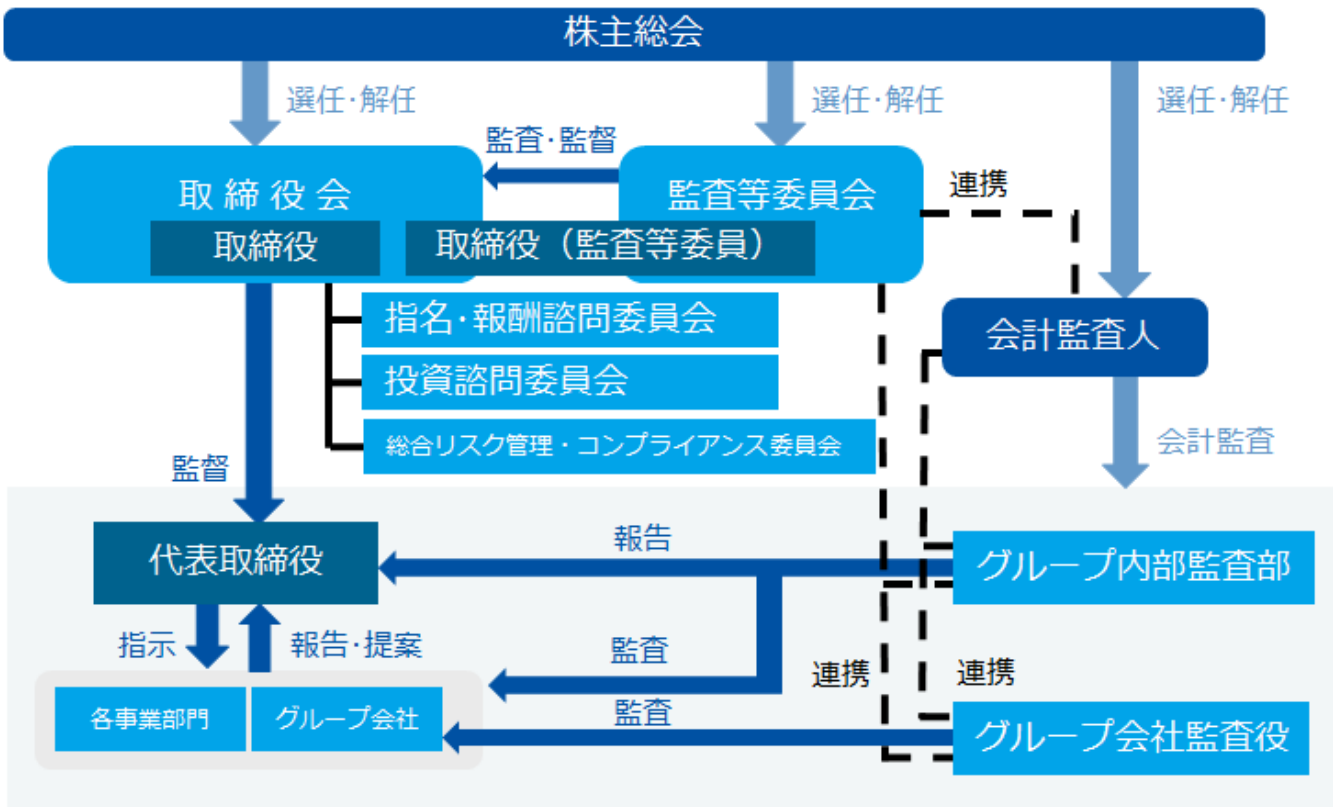 株主総会
選任·解任
選任·解任
選任·解任
監査·監督
取締役会
監査等委員会
連携
取締役
取締役（監査等委員）
指名·報酬諮問委員会
会計監査人
投資諮問委員会
総合リスク管理・コンプライアンス委員会
会計監査
監督
代表取締役
報告
グループ内部監査部
指示
報告·提案
監査
連携
連携
監査
各事業部門
グループ会社
グループ会社監査役